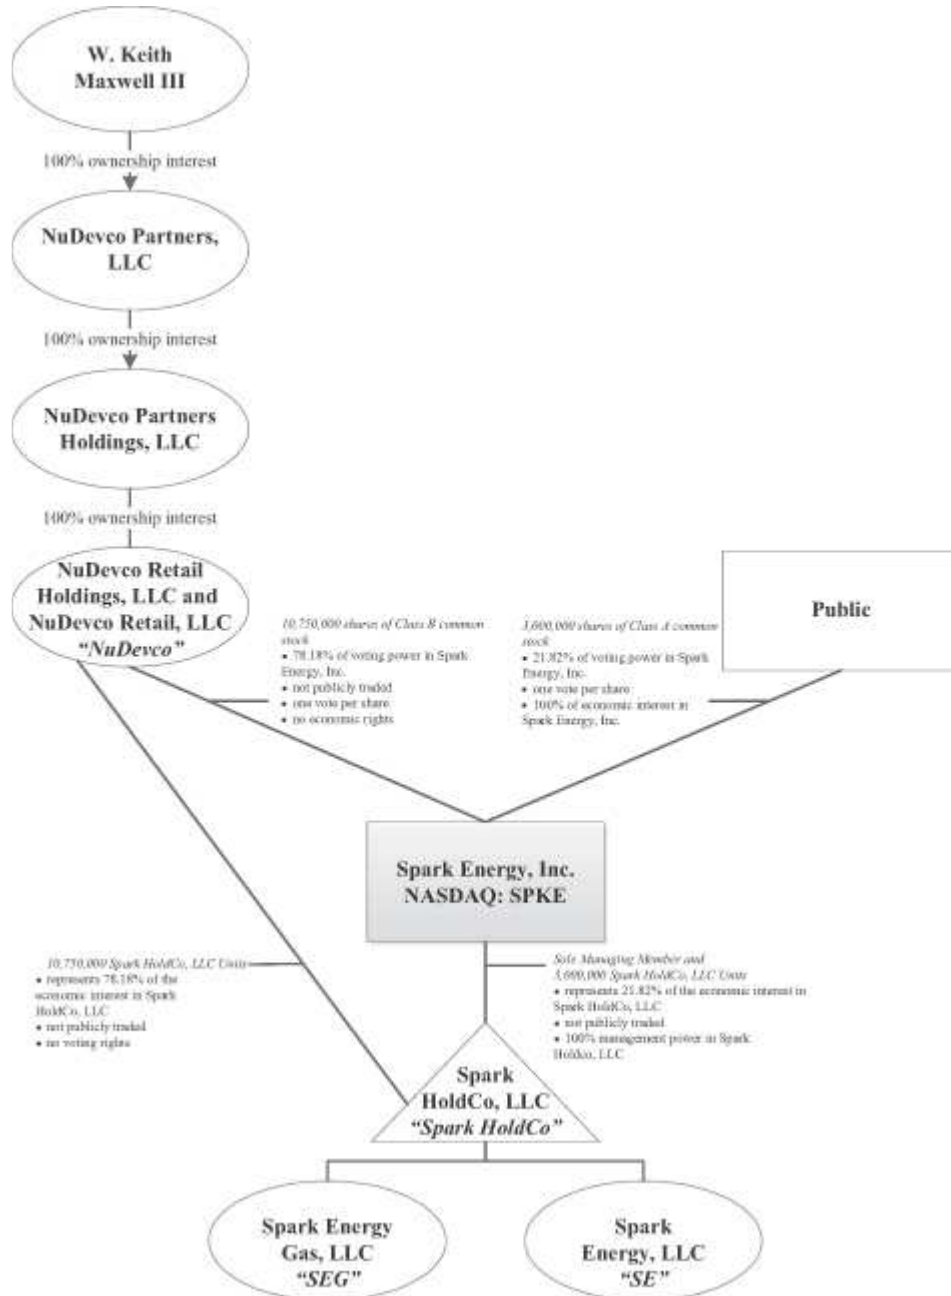 W. Keith
Maxwell III
100% ownership interest
NuDevco Partners,
LLC
100% ownership interest
NuDevco Partners
Holdings, LLC
100% ownership interest
NuDevco Retail
Holdings, LLC and
NuDevco Retail, LLC
“NuDevco”
10,750,000 shares of Class B common
stock
• 78.18% of voting power in Spark
Energy, Inc.
• not publicly traded
• one vote per share
• no economic rights
3,000,000 shares of Class A common
stock
• 21.82% of voting power in Spark
Energy, Inc.
• one vote per share
• 100% of economic interest in
Spark Energy, Inc.
Public
Spark Energy, Inc.
NASDAQ: SPKE
10,750,000 Spark HoldCo, LLC Units
• represents 78.18% of the
economic interest in Spark
HoldCo, LLC
• not publicly traded
• no voting rights
Sole Managing Member and
3,000,000 Spark HoldCo, LLC Units
• represents 21.82% of the economic interest in
Spark HoldCo, LLC
• not publicly traded
• 100% management power in Spark
Holdco, LLC
Spark
HoldCo, LLC
“Spark HoldCo”
Spark Energy
Gas, LLC
“SEG”
Spark
Energy, LLC
“SE”